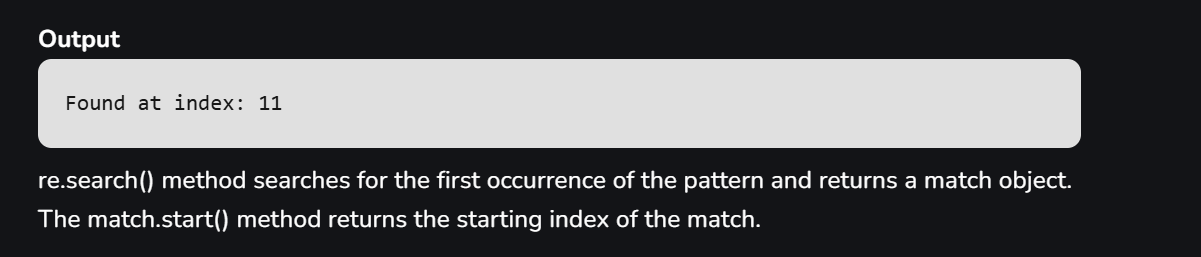 Output
Found at index: 11
re.search() method searches for the first occurrence of the pattern and returns a match object.
The match.start() method returns the starting index of the match.